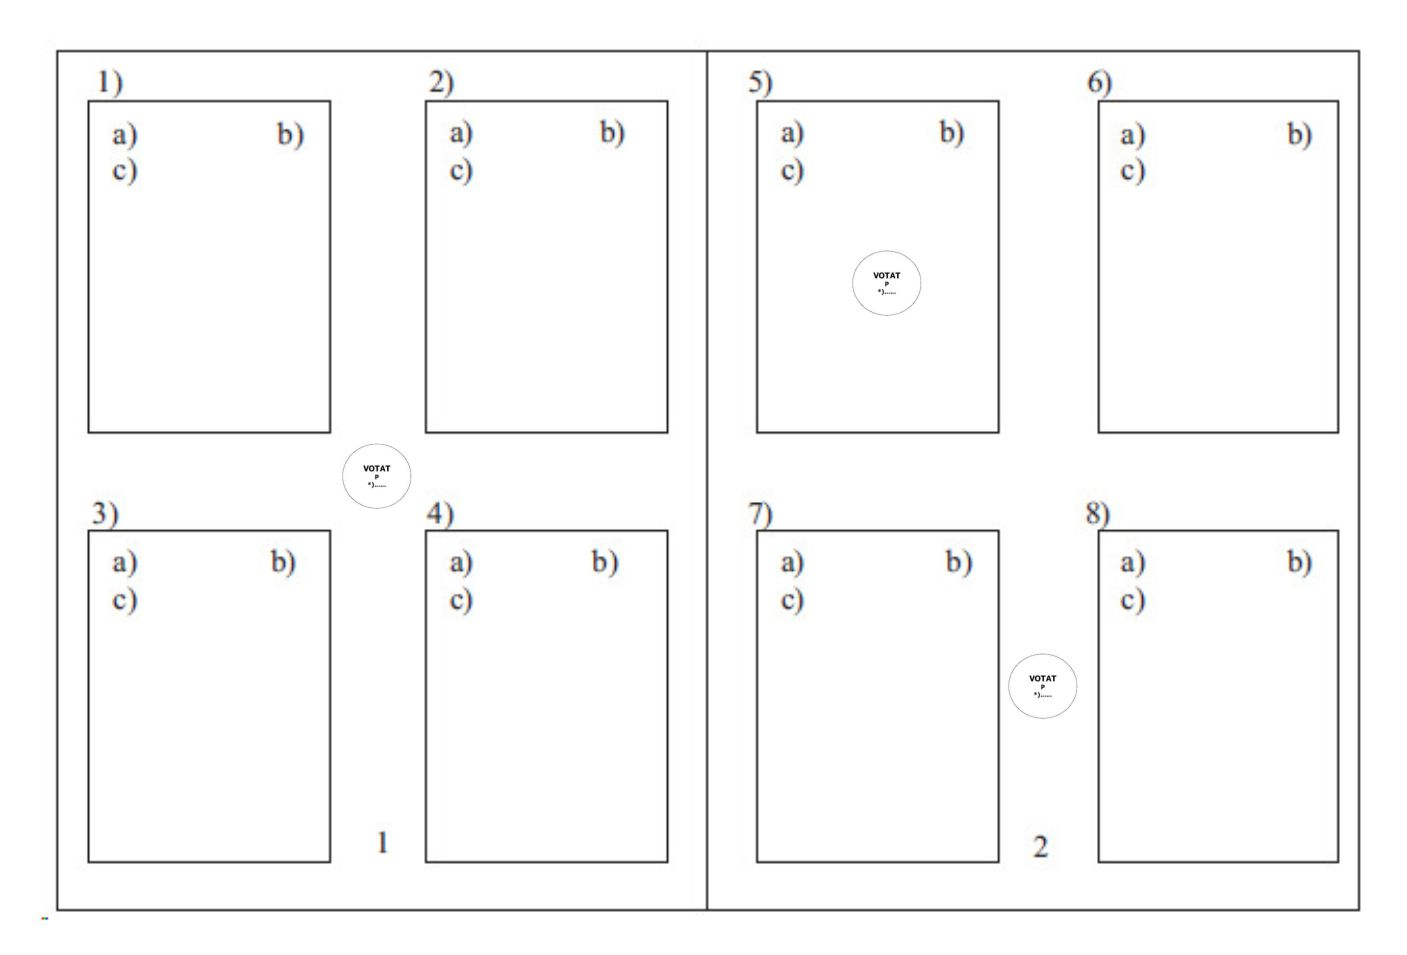 1)
a) b)
c)
2)
a) b)
c)
VOTAT
P
*)......
3)
a) b)
c)
4)
a) b)
c)
1
5)
a) b)
c)
VOTAT
P
*)......
6)
a) b)
c)
7)
a) b)
c)
VOTAT
P
*)......
8)
a) b)
c)
2